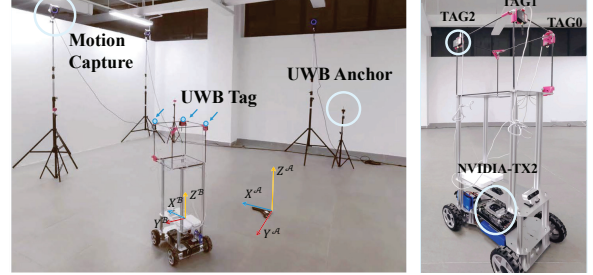 Motion
Capture
UWB Tag
UWB Anchor
Z^𝒜
X^𝒜
Y^𝒜
X^ℬ
Z^ℬ
Y^ℬ
TAG1
TAG2
TAG0
NVIDIA-TX2